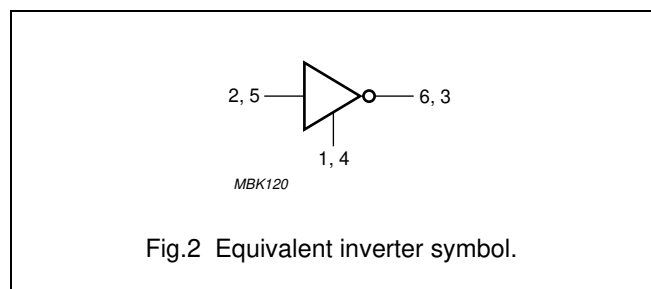 2, 5
6, 3
1, 4
MBK120
Fig.2 Equivalent inverter symbol.